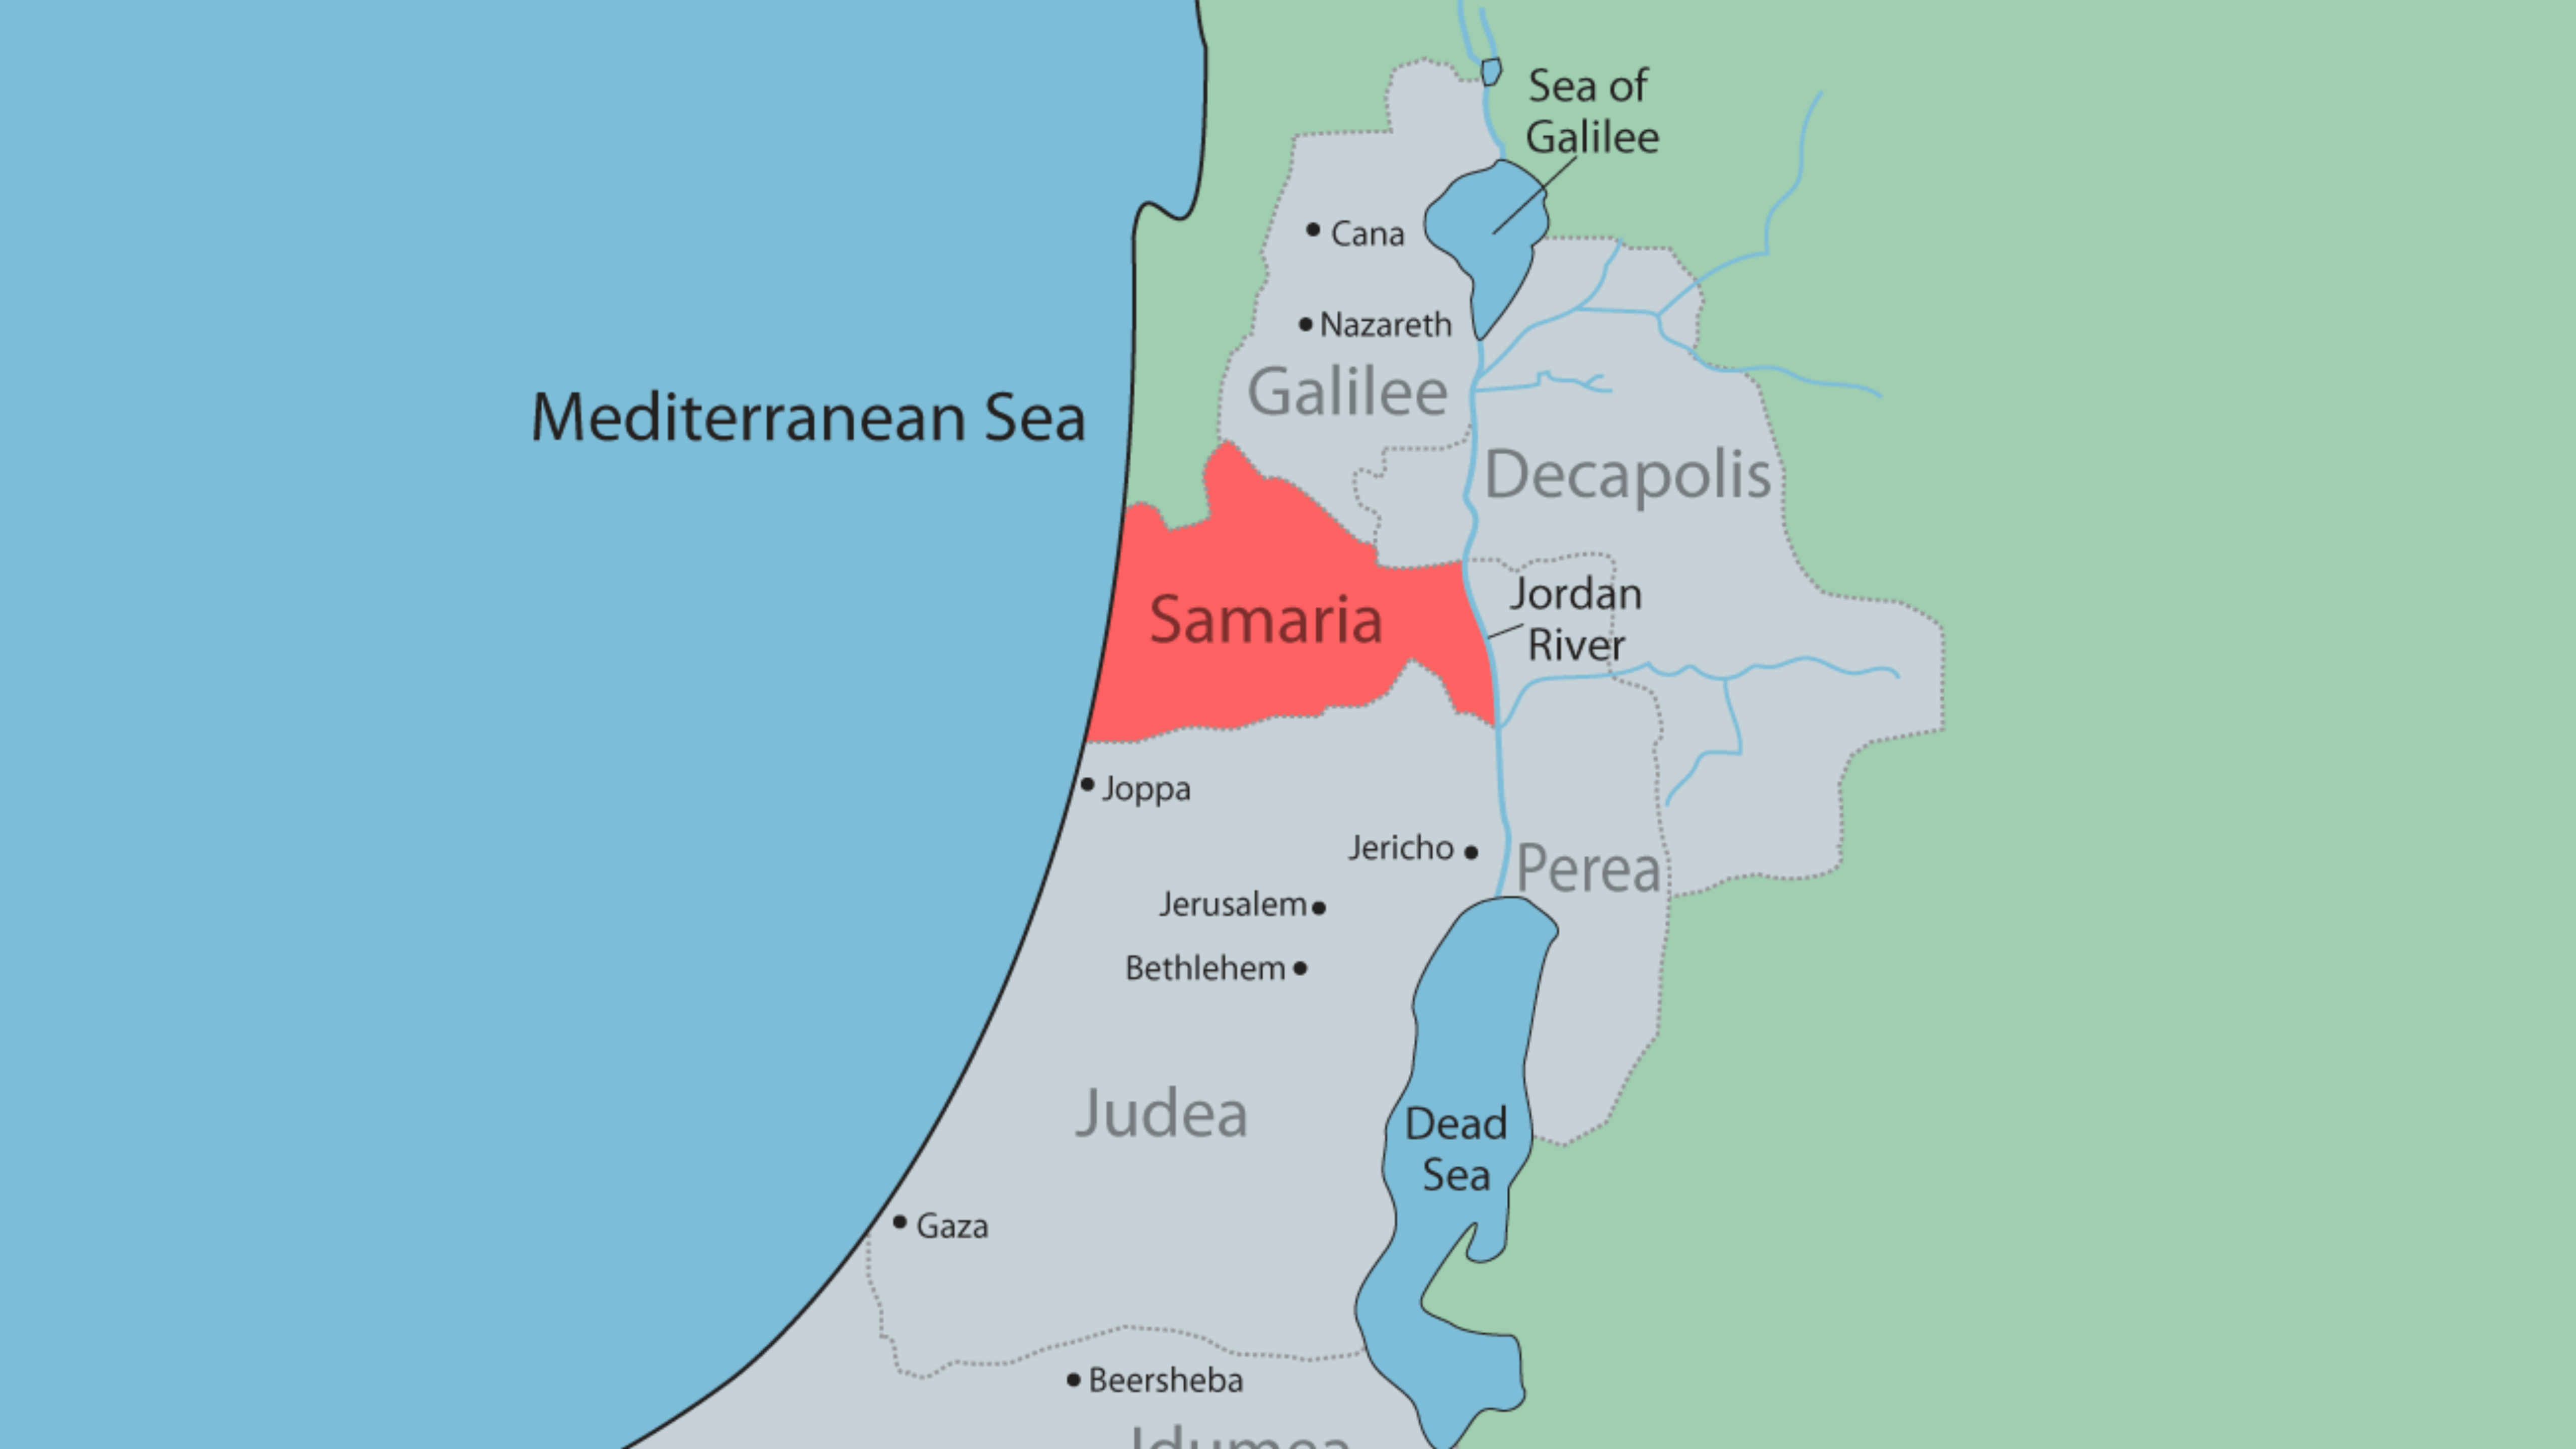 Sea of
Galilee
Cana
Nazareth
Galilee
Mediterranean Sea
Decapolis
Samaria
Jordan
River
Joppa
Jericho
Perea
Jerusalem
Bethlehem
Judea
Dead
Sea
Gaza
Beersheba
Idumea